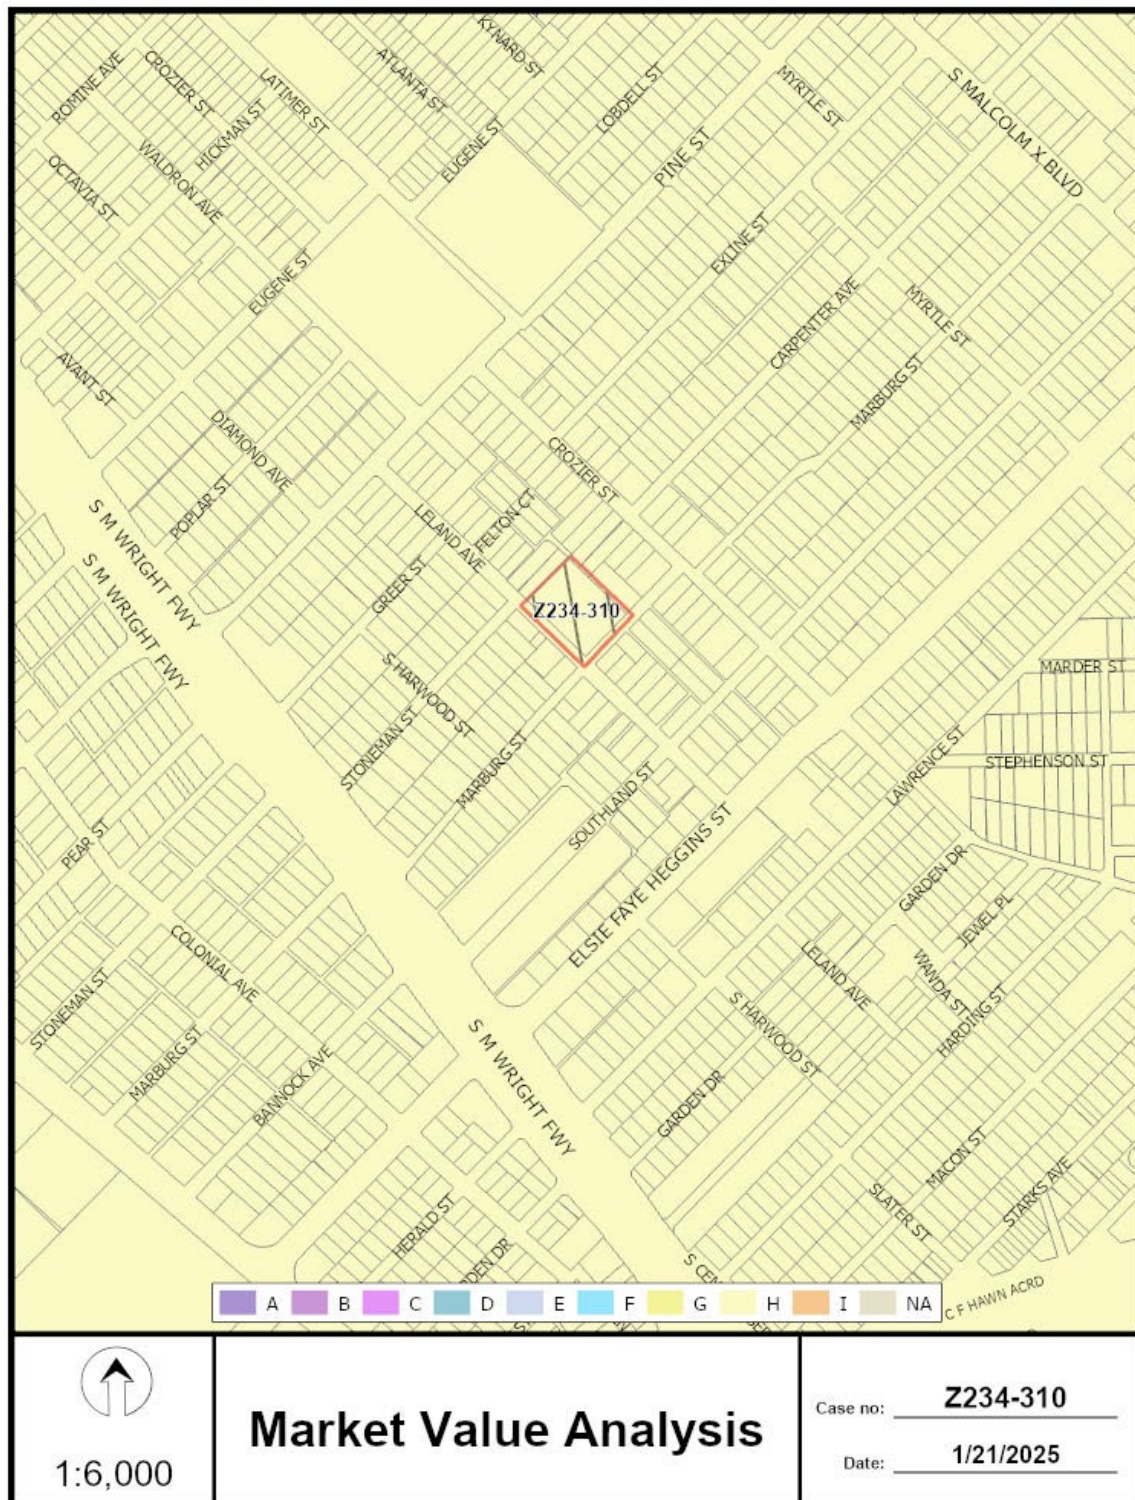 KYNARD ST
ROMINE AVE
CROZIER ST
LATIMER ST
ATLANTA ST
LOBDELL ST
MYRTLE ST
S MALCOLM X BLVD
HICKMAN ST
EUGENE ST
PINE ST
OCTAVIA ST
WALDRON AVE
EXLINE ST
EUGENE ST
CARPENTER AVE
MYRTLE ST
AVANT ST
MARBURG ST
DIAMOND AVE
CROZIER ST
POPLAR ST
LELAND AVE
FELTON CT
S M WRIGHT FWY
S M WRIGHT FWY
GREER ST
Z234-310
MARDER ST
S HARWOOD ST
STONEMAN ST
MARBURG ST
LAWRENCE ST
STEPHENSON ST
SOUTHLAND ST
PEAR ST
ELSIE FAYE HEGGINS ST
GARDEN DR
JEWEL PL
COLONIAL AVE
LELAND AVE
WANDA ST
STONEMAN ST
S HARWOOD ST
HARDING ST
MARBURG ST
BANNOCK AVE
S M WRIGHT FWY
GARDEN DR
MACON ST
STARKS AVE
SLATER ST
HERALD ST
DEN DR
S CEN
C F HAWN ACRD
A B C D E F G H I NA
1:6,000
Market Value Analysis
Case no: Z234-310
Date: 1/21/2025